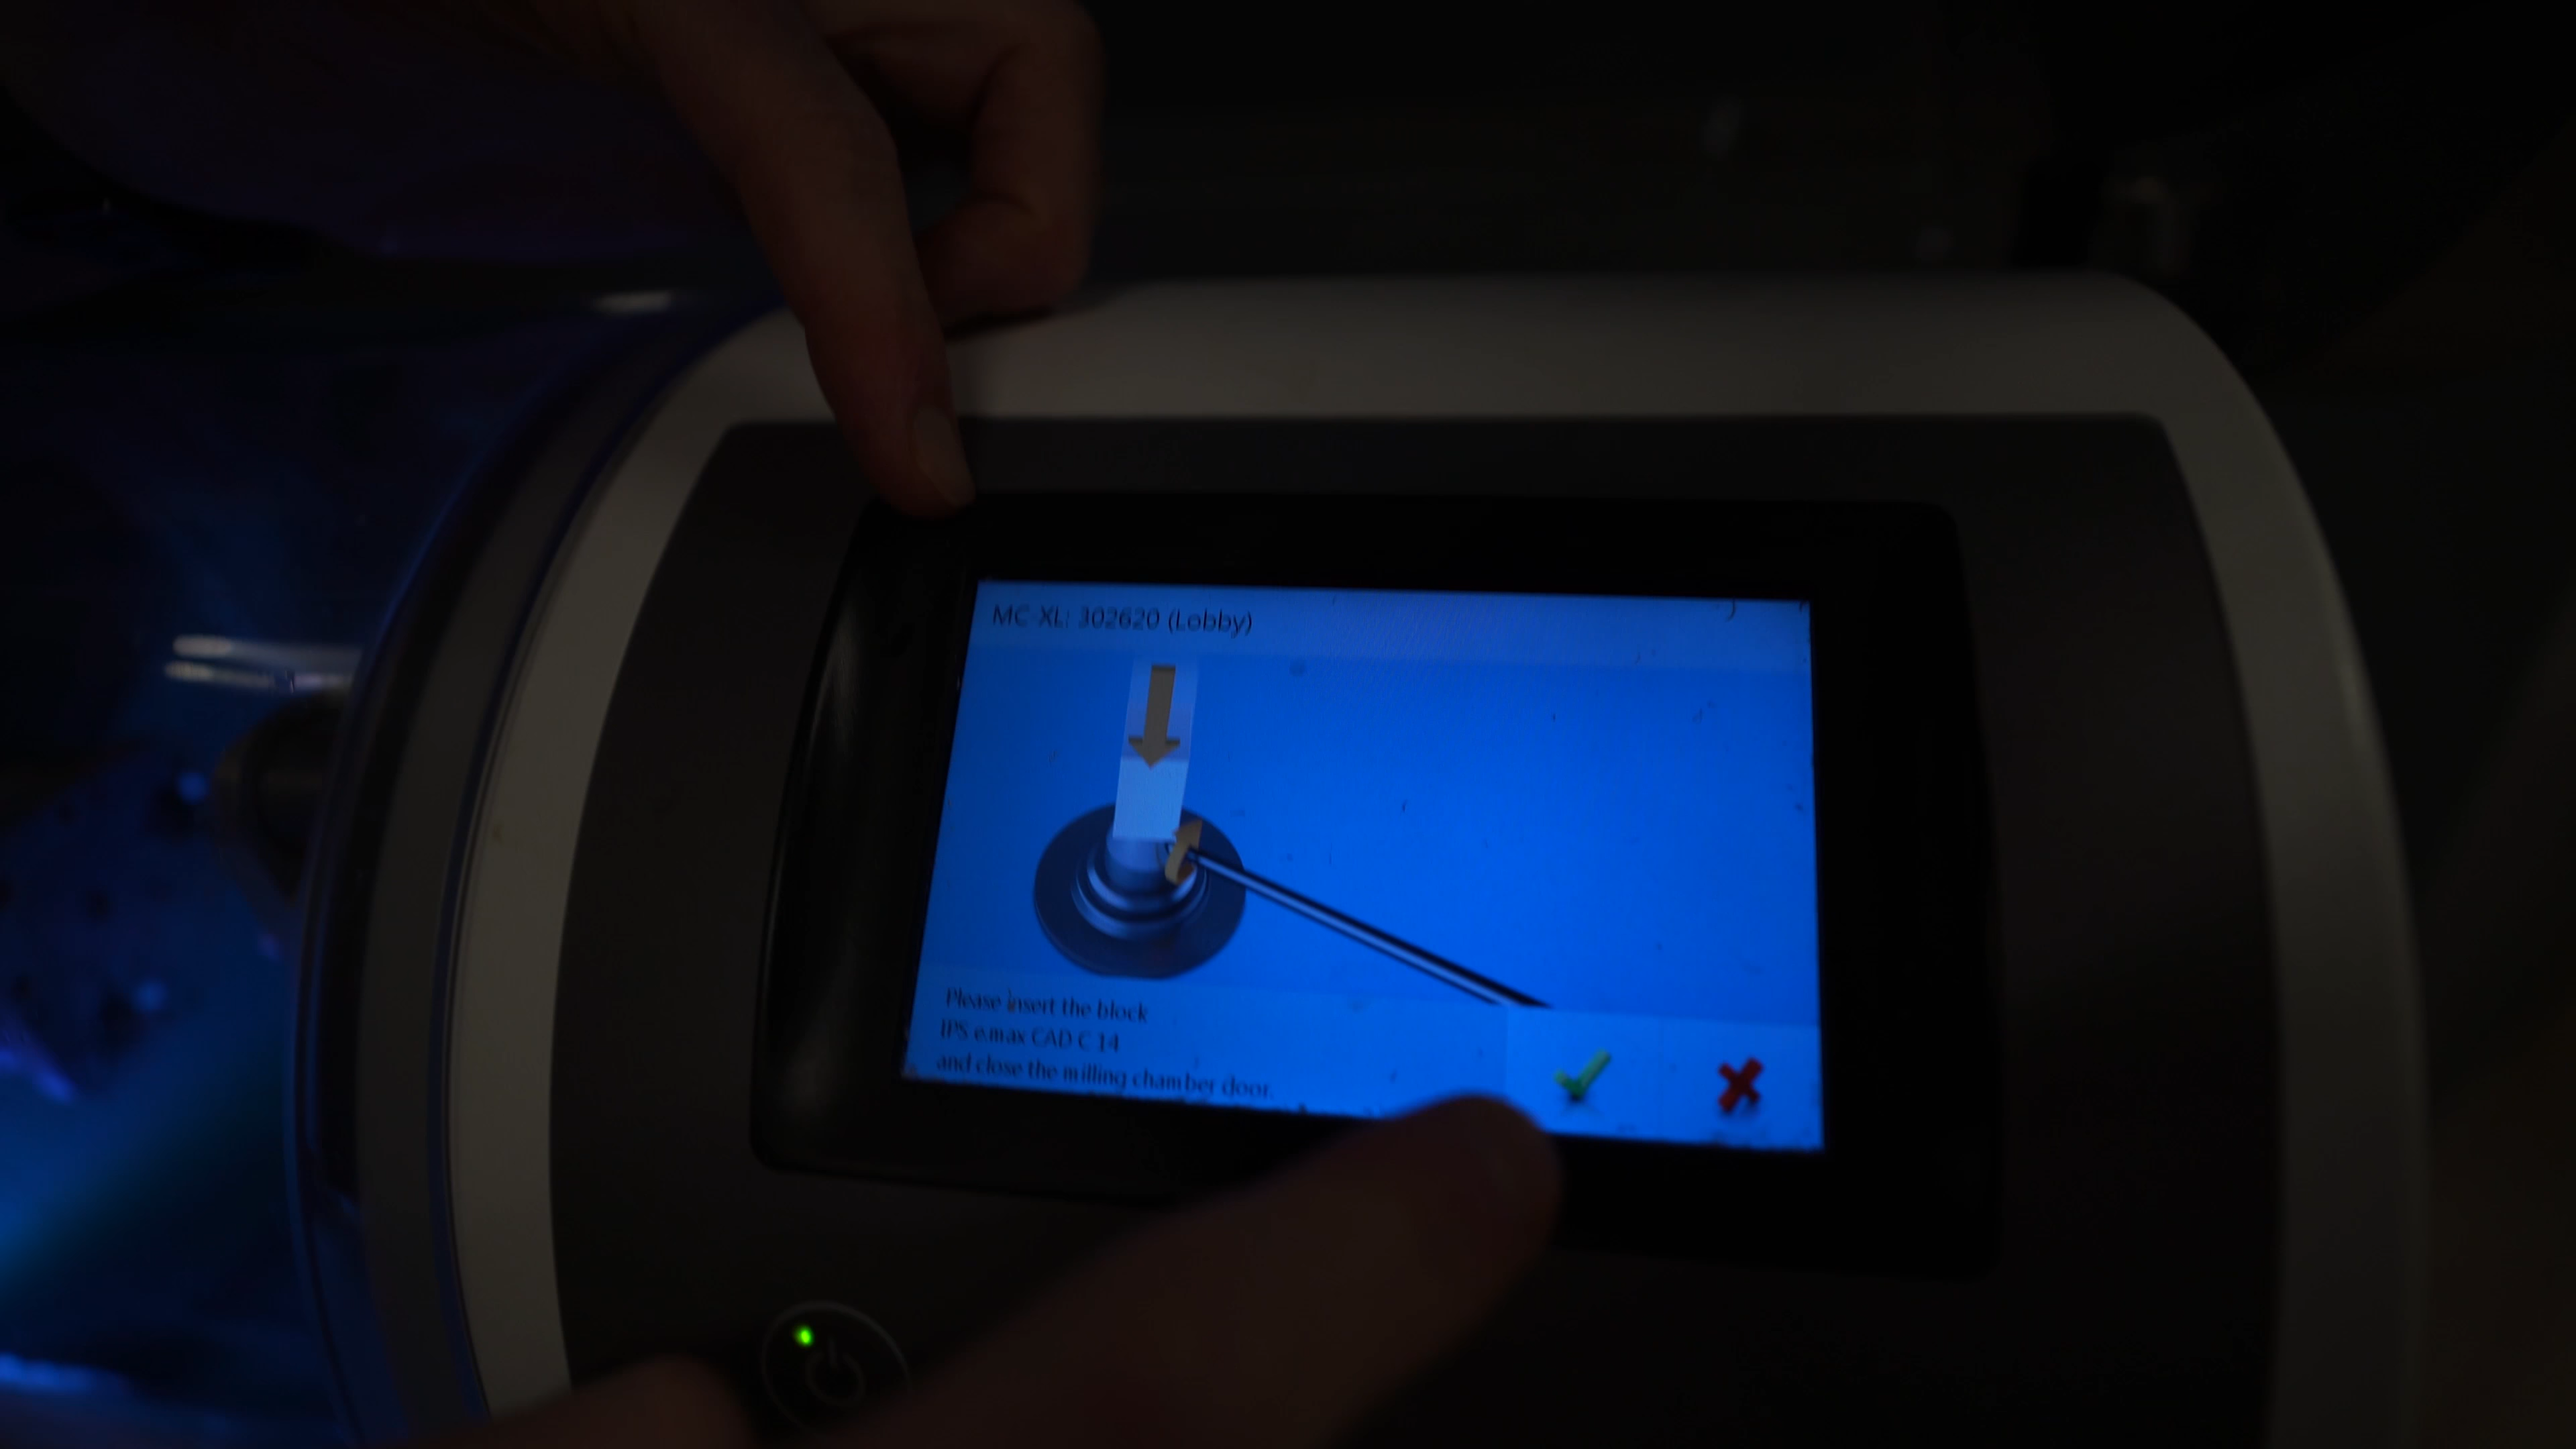 MC XL: 302620 (Lobby)
Please insert the block
IPS e.max CAD C 14
and close the milling chamber door.